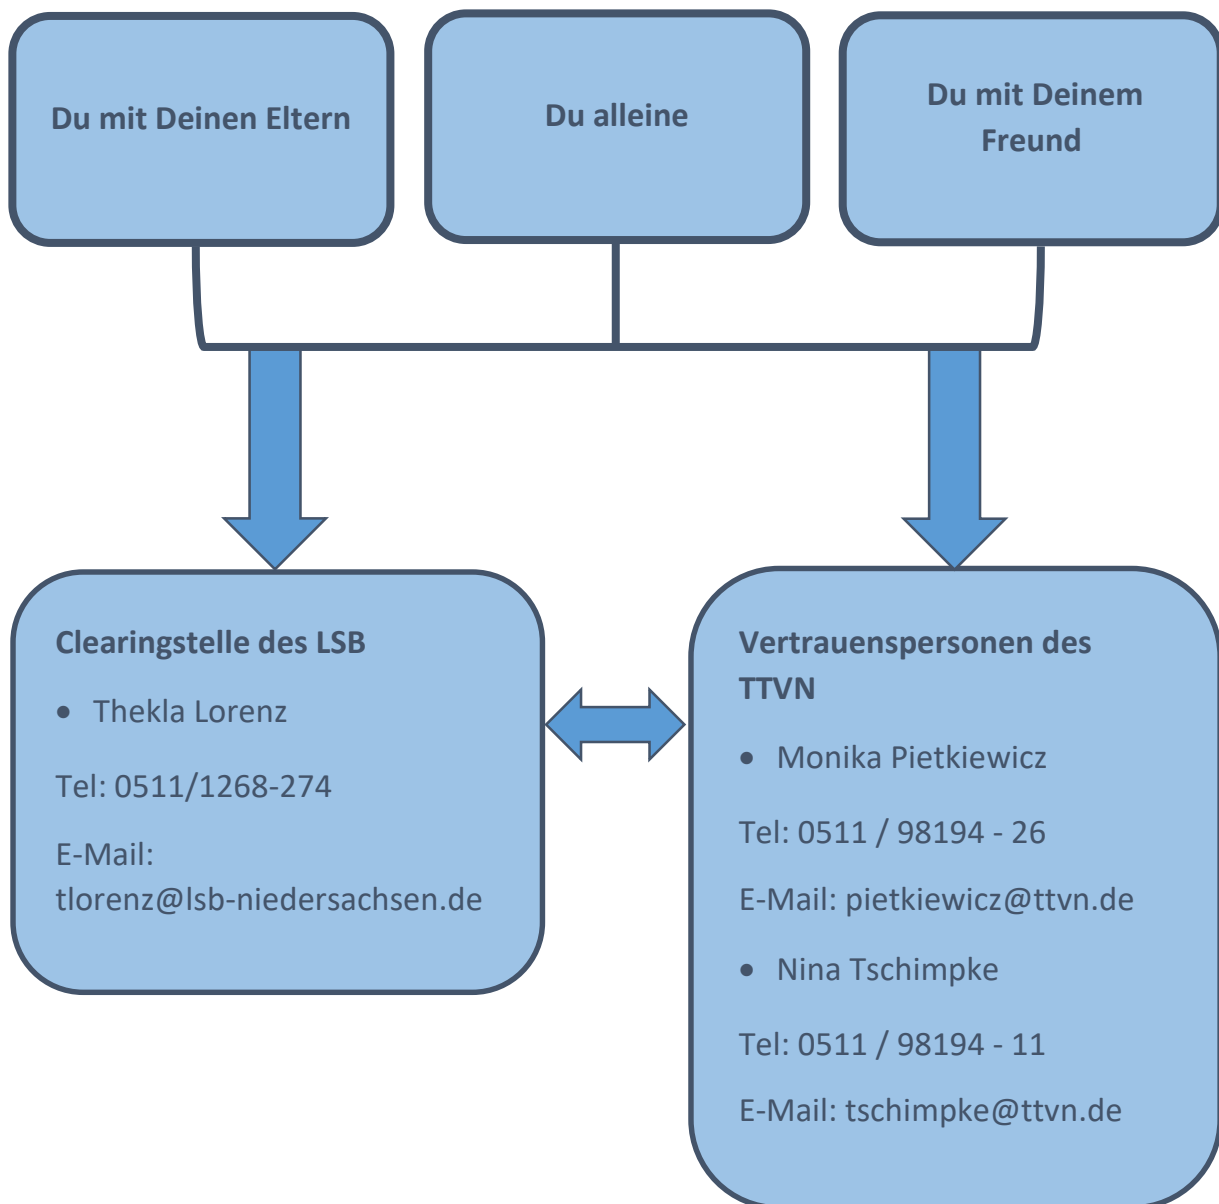 Du mit Deinen Eltern
Du alleine
Du mit Deinem
Freund
Clearingstelle des LSB
• Thekla Lorenz
Tel: 0511/1268-274
E-Mail:
tlorenz@lsb-niedersachsen.de
Vertrauenspersonen des
TTVN
• Monika Pietkiewicz
Tel: 0511 / 98194 - 26
E-Mail: pietkiewicz@ttvn.de
• Nina Tschimpke
Tel: 0511 / 98194 - 11
E-Mail: tschimpke@ttvn.de